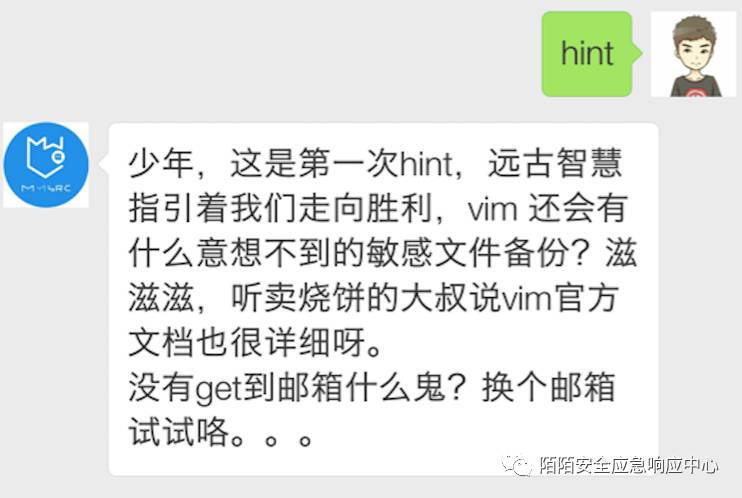 hint
少年，这是第一次hint，远古智慧
指引着我们走向胜利，vim 还会有
什么意想不到的敏感文件备份？滋
滋滋，听卖烧饼的大叔说vim官方
文档也很详细呀。
没有get到邮箱什么鬼？换个邮箱
试试咯。。。
陌陌安全应急响应中心